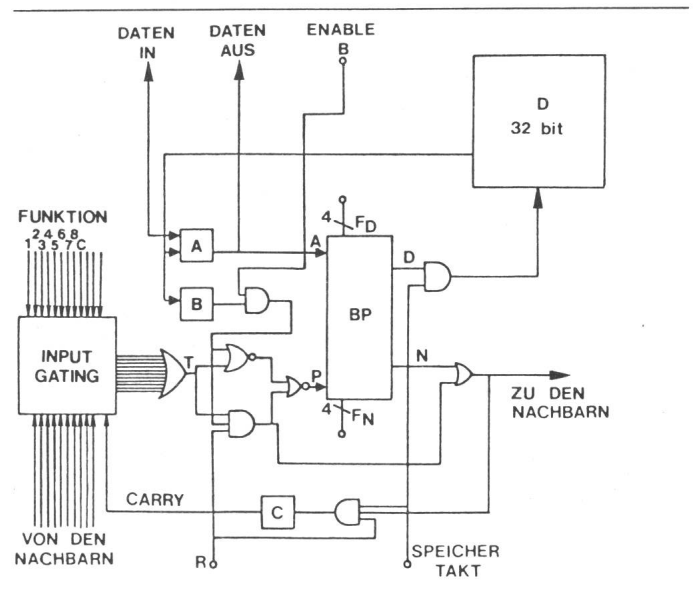 DATEN
IN
DATEN
AUS
ENABLE
B
D
32 bit
FUNKTION
2 4 6 8
1 3 5 7 C
4 FD
A
A
D
B
BP
INPUT
GATING
T
N
P
ZU DEN
NACHBARN
4 FN
CARRY
C
VON DEN
NACHBARN
R
SPEICHER
TAKT